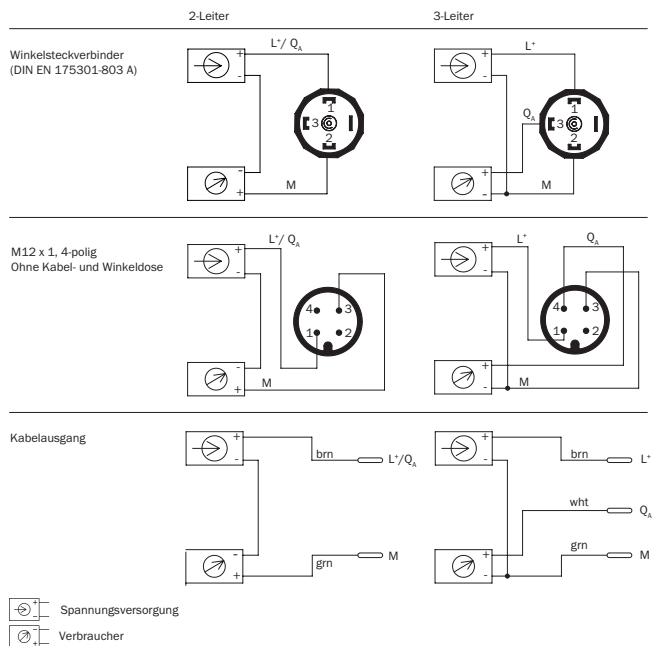 2-Leiter 3-Leiter
Winkelsteckverbinder
(DIN EN 175301-803 A)
+ L⁺/ Q_A
-
1
3
2
-
+ M
+ L⁺
-
1
Q_A 3
2
+
- M
M12 x 1, 4-polig
Ohne Kabel- und Winkeldose
L⁺/ Q_A
+
-
4 3
1 2
-
+ M
L⁺ Q_A
+
-
4 3
1 2
+
- M
Kabelausgang
+
- brn L⁺/Q_A
-
+ grn M
+
- brn L⁺
wht Q_A
+ grn M
-
+
- Spannungsversorgung
-
+ Verbraucher